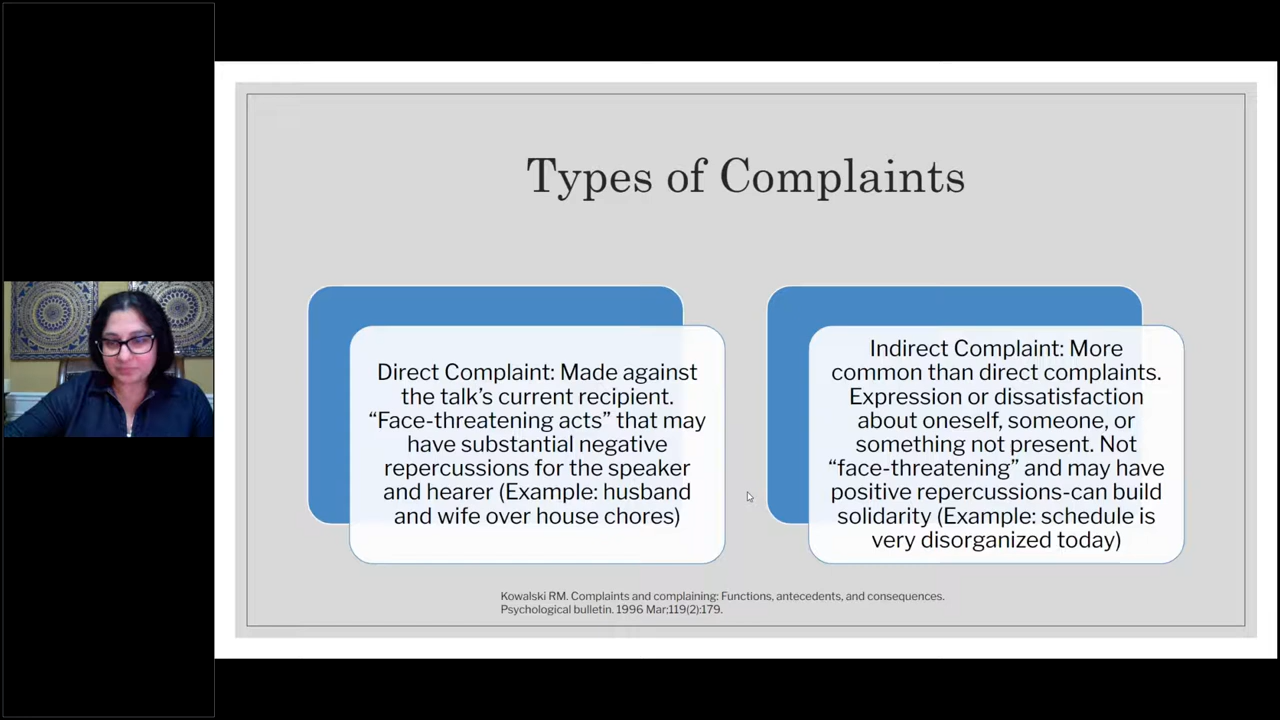 Types of Complaints
Direct Complaint: Made against
the talk’s current recipient.
“Face-threatening acts” that may
have substantial negative
repercussions for the speaker
and hearer (Example: husband
and wife over house chores)
Indirect Complaint: More
common than direct complaints.
Expression or dissatisfaction
about oneself, someone, or
something not present. Not
“face-threatening” and may have
positive repercussions-can build
solidarity (Example: schedule is
very disorganized today)
Kowalski RM. Complaints and complaining: Functions, antecedents, and consequences.
Psychological bulletin. 1996 Mar;119(2):179.